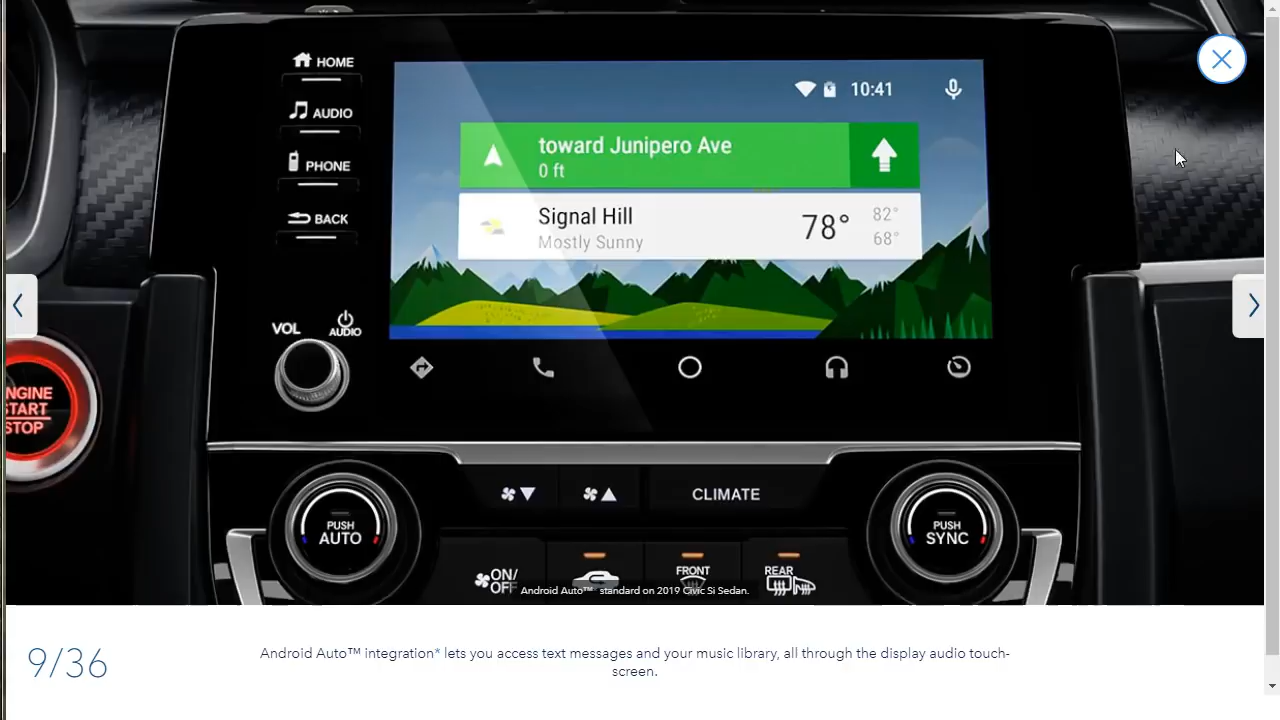 HOME
10:41
AUDIO
toward Junipero Ave
0 ft
PHONE
Signal Hill
78°
82°
Mostly Sunny
68°
BACK
VOL
AUDIO
ENGINE
START
STOP
CLIMATE
PUSH
AUTO
PUSH
SYNC
ON/
OFF
FRONT
REAR
Android Auto™ standard on 2019 Civic Si Sedan.
9/36
Android Auto™ integration* lets you access text messages and your music library, all through the display audio touch-
screen.